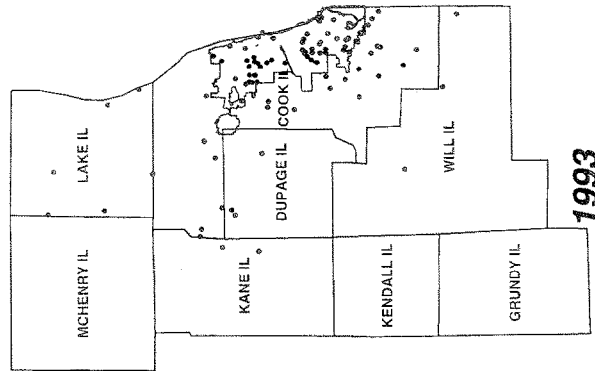 MCHENRY IL
LAKE IL
KANE IL
DUPAGE IL
COOK IL
KENDALL IL
WILL IL
GRUNDY IL
1993